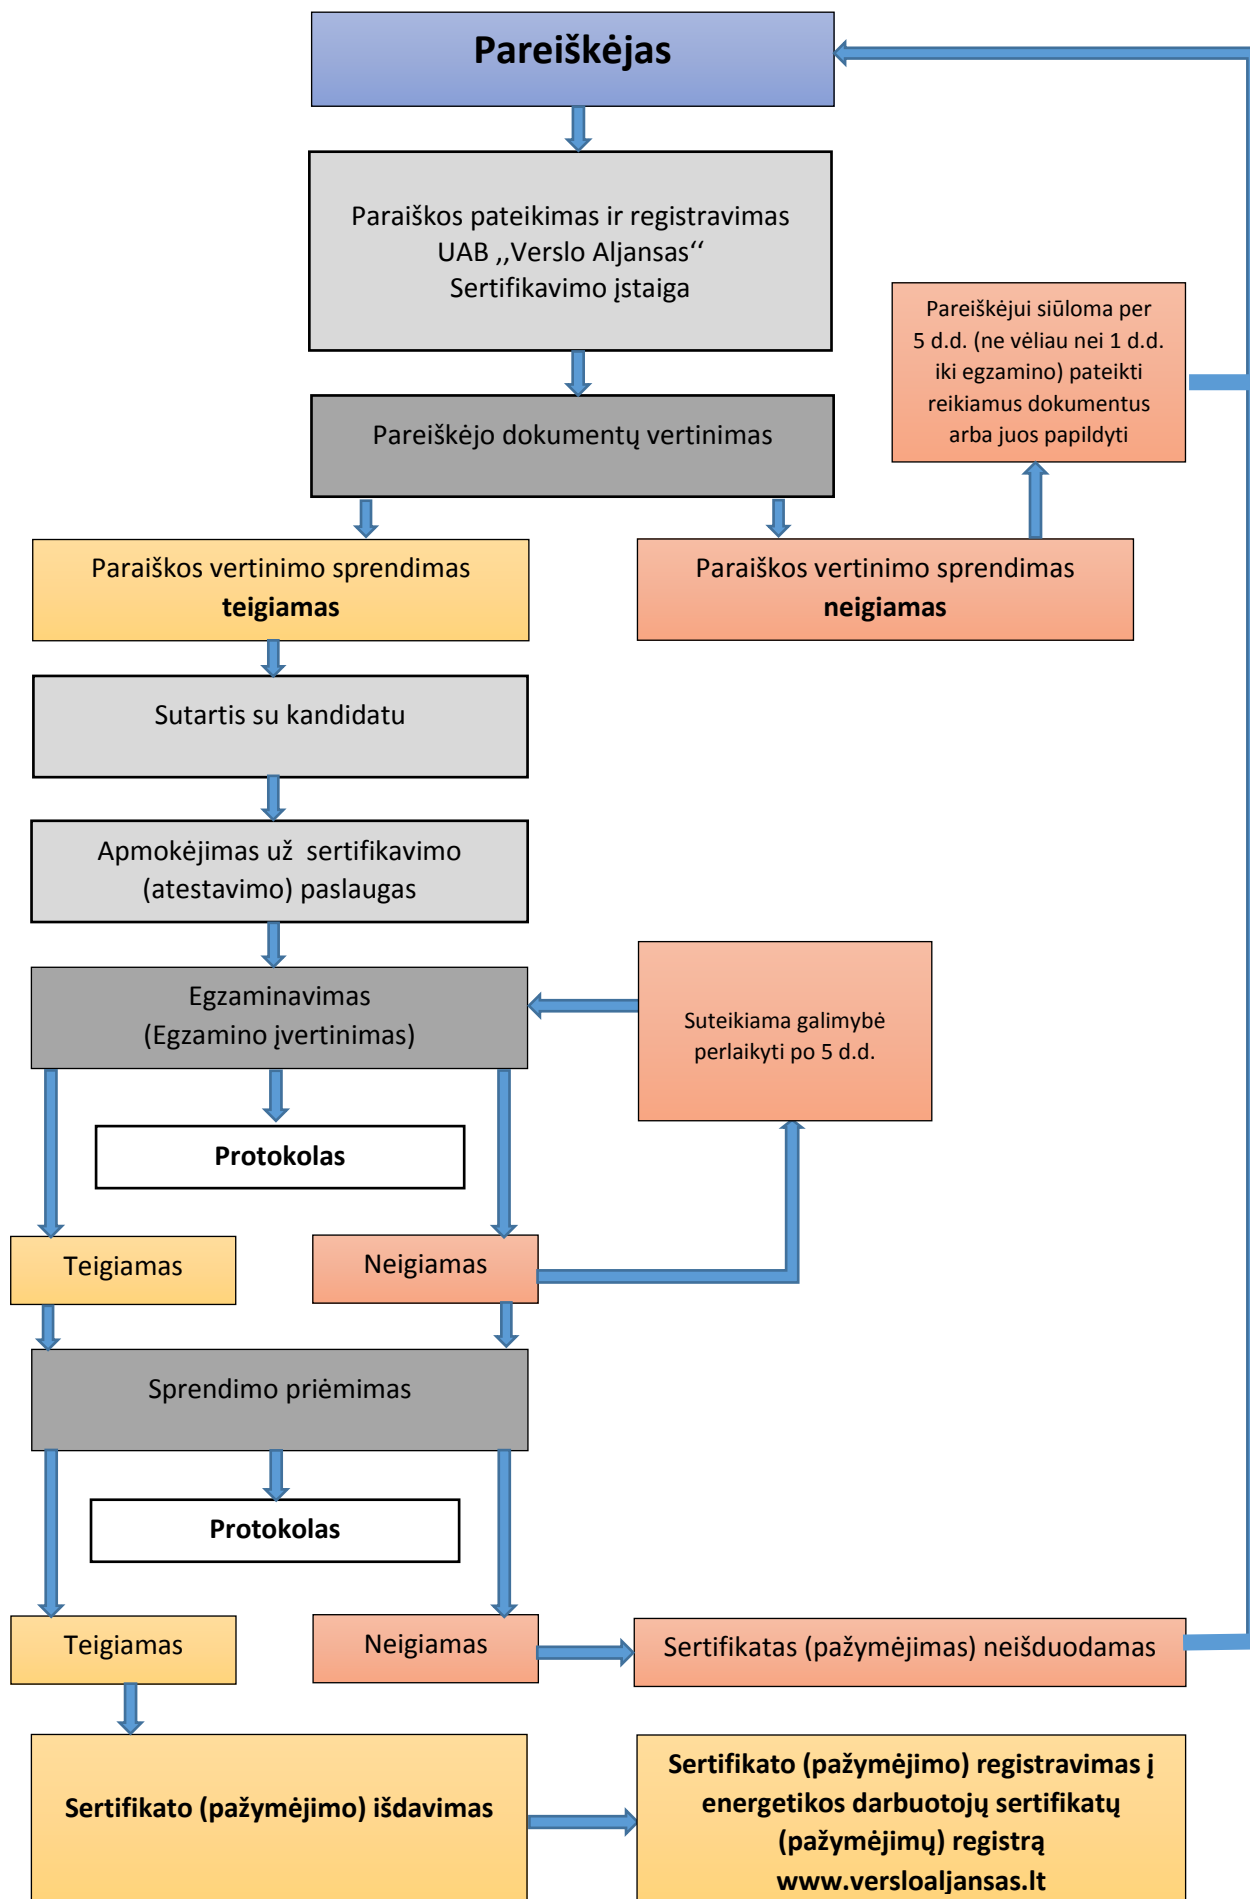 Pareiškėjas
Paraiškos pateikimas ir registravimas
UAB ,,Verslo Aljansas‘‘
Sertifikavimo įstaiga
Pareiškėjui siūloma per
5 d.d. (ne vėliau nei 1 d.d.
iki egzamino) pateikti
reikiamus dokumentus
arba juos papildyti
Pareiškėjo dokumentų vertinimas
Paraiškos vertinimo sprendimas
teigiamas
Paraiškos vertinimo sprendimas
neigiamas
Sutartis su kandidatu
Apmokėjimas už  sertifikavimo
(atestavimo) paslaugas
Egzaminavimas
(Egzamino įvertinimas)
Suteikiama galimybė
perlaikyti po 5 d.d.
Protokolas
Teigiamas
Neigiamas
Sprendimo priėmimas
Protokolas
Teigiamas
Neigiamas
Sertifikatas (pažymėjimas) neišduodamas
Sertifikato (pažymėjimo) išdavimas
Sertifikato (pažymėjimo) registravimas į
energetikos darbuotojų sertifikatų
(pažymėjimų) registrą
www.versloaljansas.lt